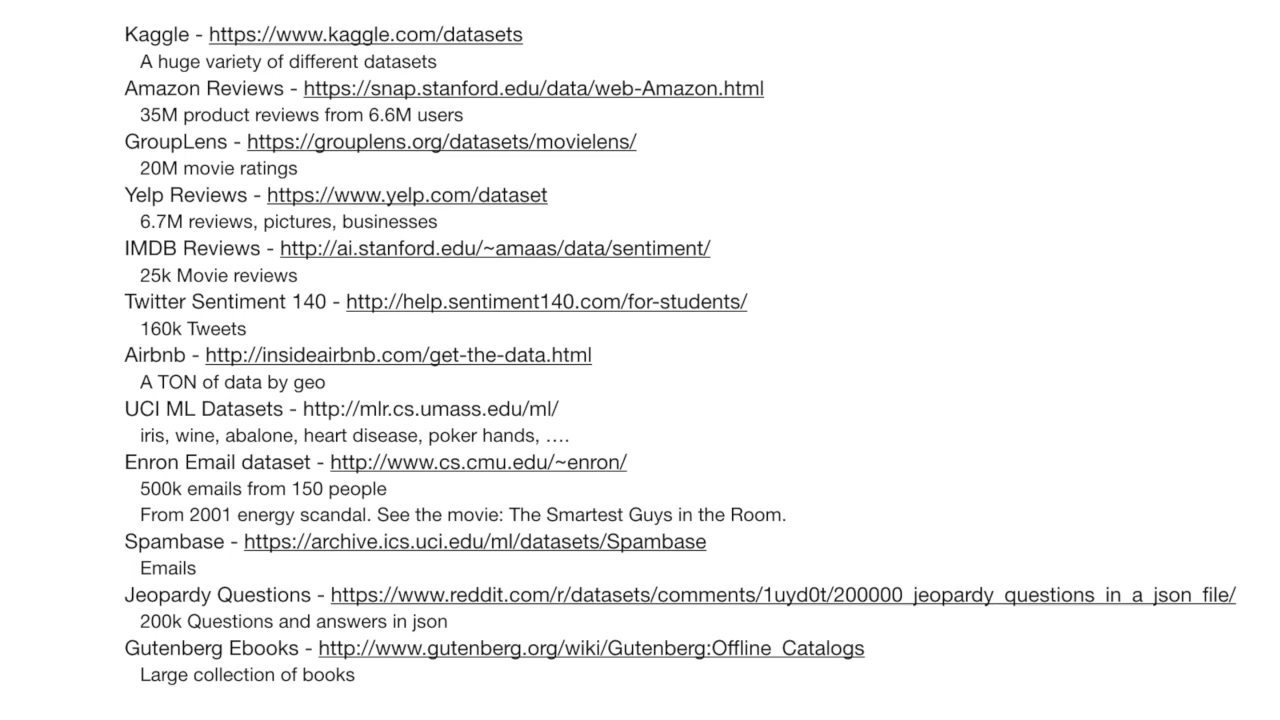 Kaggle - https://www.kaggle.com/datasets
A huge variety of different datasets
Amazon Reviews - https://snap.stanford.edu/data/web-Amazon.html
35M product reviews from 6.6M users
GroupLens - https://grouplens.org/datasets/movielens/
20M movie ratings
Yelp Reviews - https://www.yelp.com/dataset
6.7M reviews, pictures, businesses
IMDB Reviews - http://ai.stanford.edu/~amaas/data/sentiment/
25k Movie reviews
Twitter Sentiment 140 - http://help.sentiment140.com/for-students/
160k Tweets
Airbnb - http://insideairbnb.com/get-the-data.html
A TON of data by geo
UCI ML Datasets - http://mlr.cs.umass.edu/ml/
iris, wine, abalone, heart disease, poker hands, ….
Enron Email dataset - http://www.cs.cmu.edu/~enron/
500k emails from 150 people
From 2001 energy scandal. See the movie: The Smartest Guys in the Room.
Spambase - https://archive.ics.uci.edu/ml/datasets/Spambase
Emails
Jeopardy Questions - https://www.reddit.com/r/datasets/comments/1uyd0t/200000_jeopardy_questions_in_a_json_file/
200k Questions and answers in json
Gutenberg Ebooks - http://www.gutenberg.org/wiki/Gutenberg:Offline_Catalogs
Large collection of books